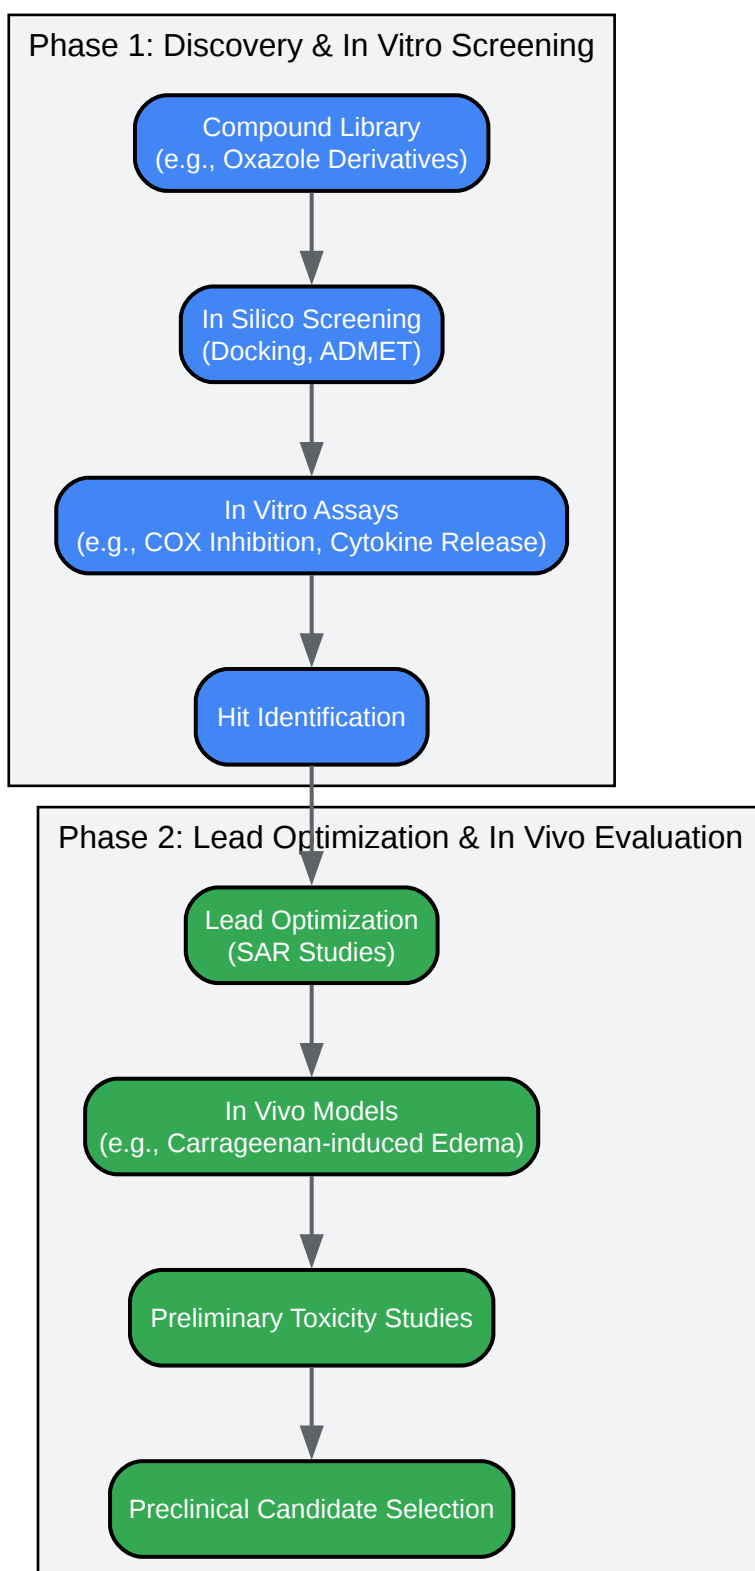 Phase 1: Discovery & In Vitro Screening
Compound Library
(e.g., Oxazole Derivatives)
In Silico Screening
(Docking, ADMET)
In Vitro Assays
(e.g., COX Inhibition, Cytokine Release)
Hit Identification
Phase 2: Lead Optimization & In Vivo Evaluation
Lead Optimization
(SAR Studies)
In Vivo Models
(e.g., Carrageenan-induced Edema)
Preliminary Toxicity Studies
Preclinical Candidate Selection